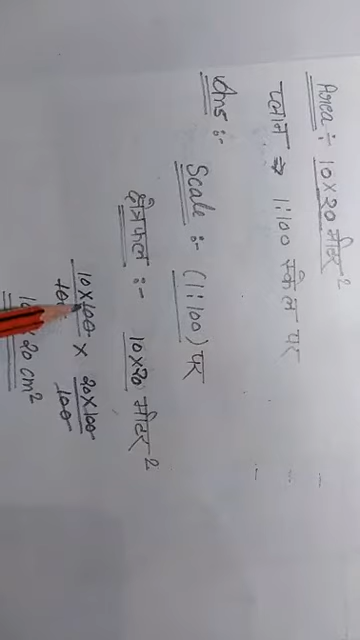 Area :- 10 x 20 मीटर²
प्लान → 1:100 स्केल पर
Ans :-
Scale :- (1:100) पर
क्षेत्रफल :- 10 x 20 मीटर²
10 x 100 / 100 x 20 x 100 / 100
20 cm²